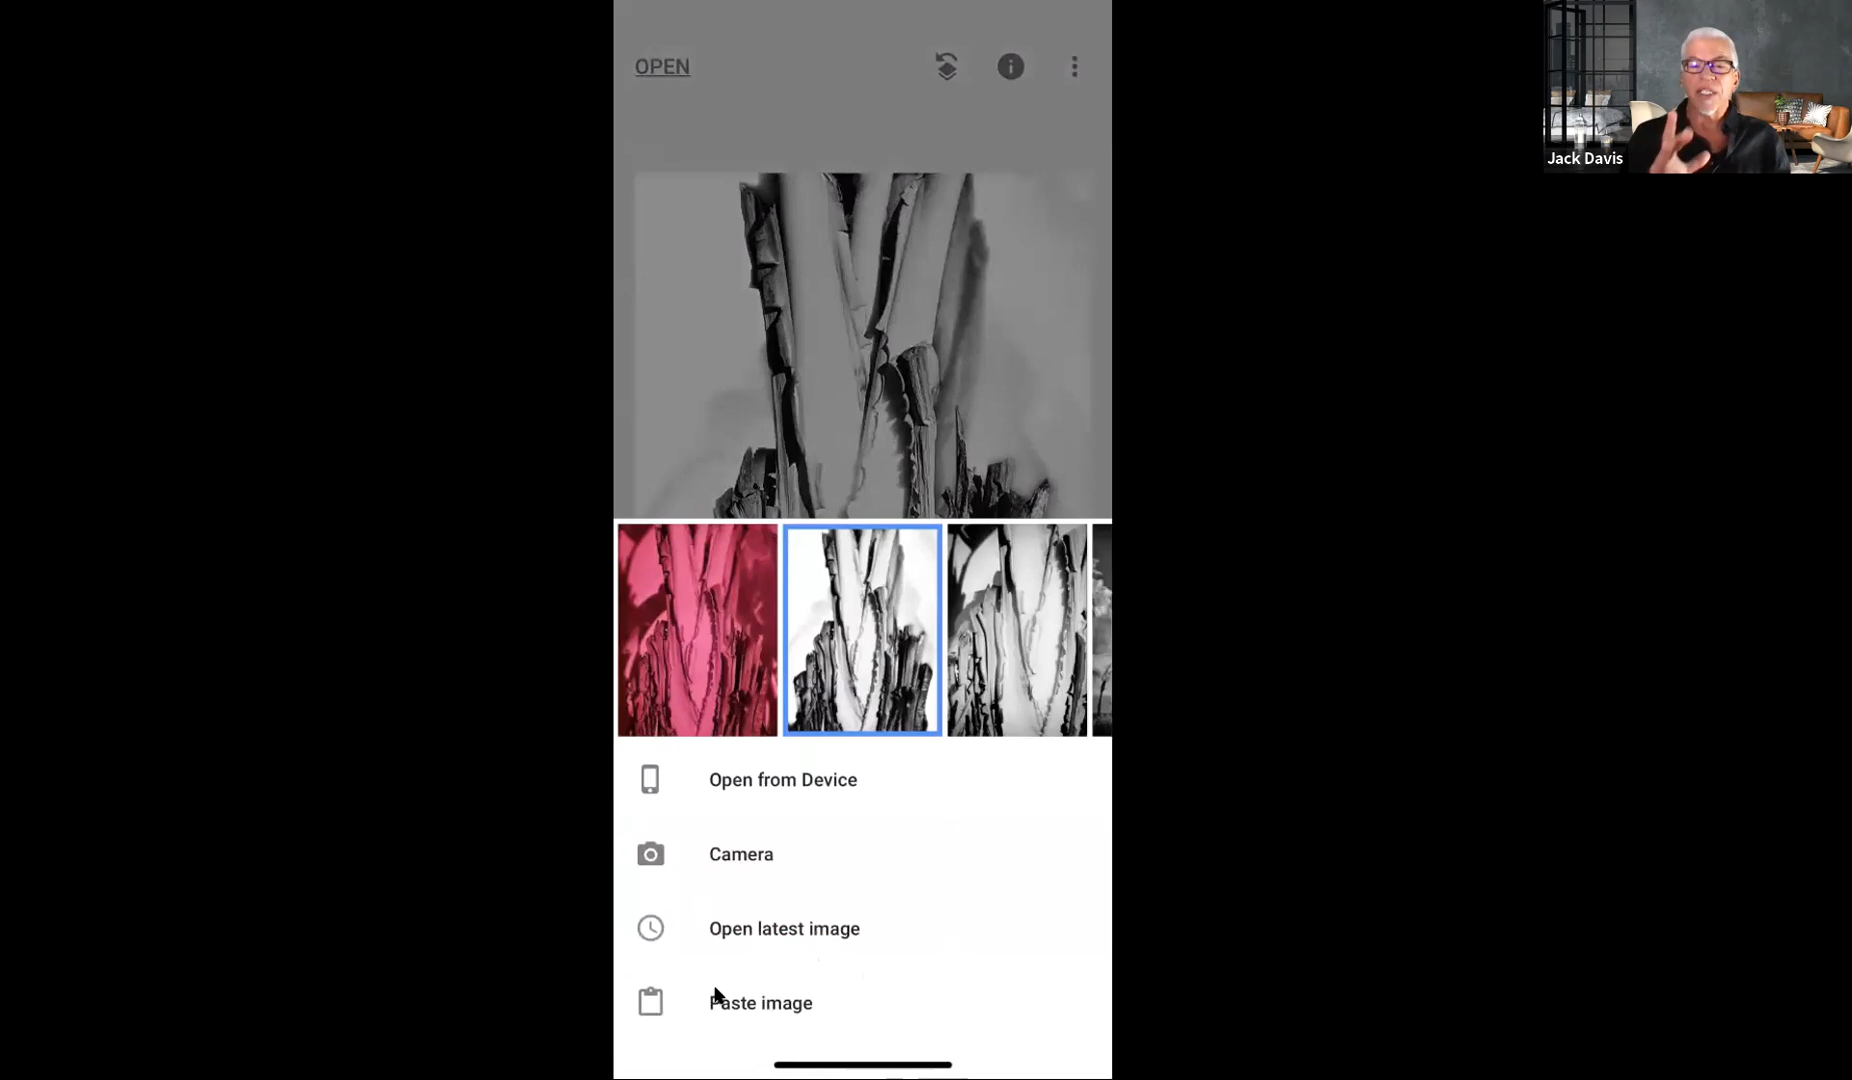 OPEN
Jack Davis
Open from Device
Camera
Open latest image
Paste image